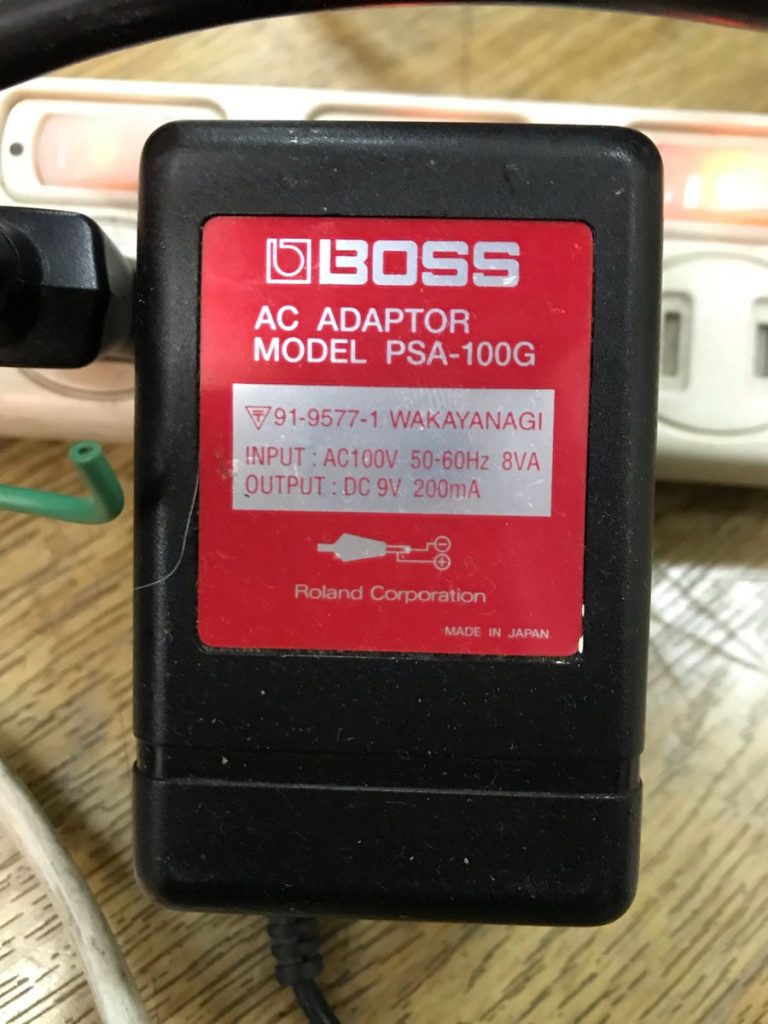 BOSS
AC ADAPTOR
MODEL PSA-100G
〒91-9577-1 WAKAYANAGI
INPUT : AC100V 50-60Hz 8VA
OUTPUT : DC 9V 200mA
Roland Corporation
MADE IN JAPAN